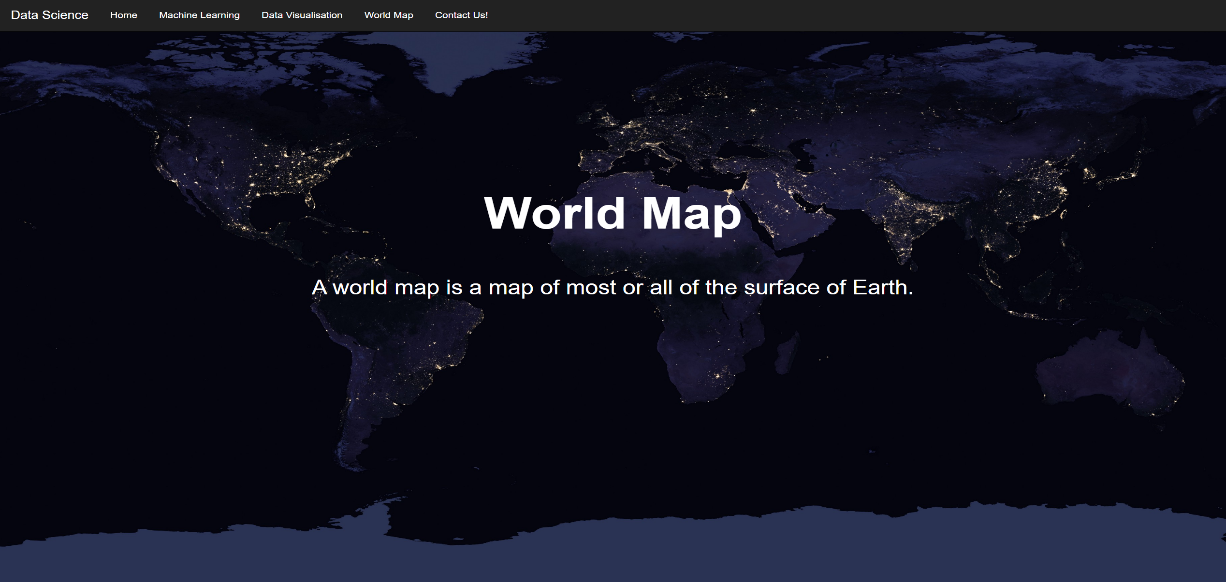 Data Science Home Machine Learning Data Visualisation World Map Contact Us!
World Map
A world map is a map of most or all of the surface of Earth.